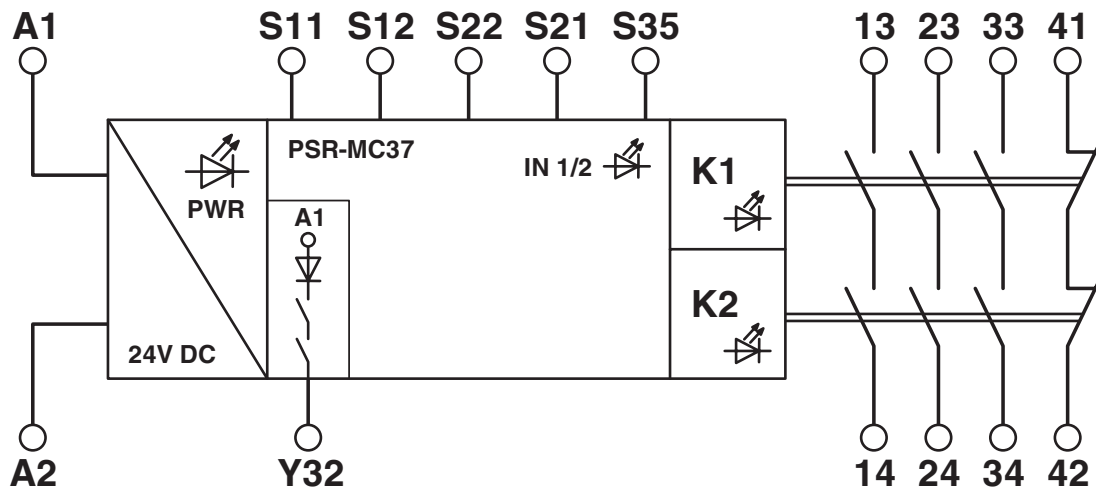 A1 S11 S12 S22 S21 S35 13 23 33 41
PSR-MC37
IN 1/2
K1
PWR
A1
K2
24V DC
A2 Y32 14 24 34 42